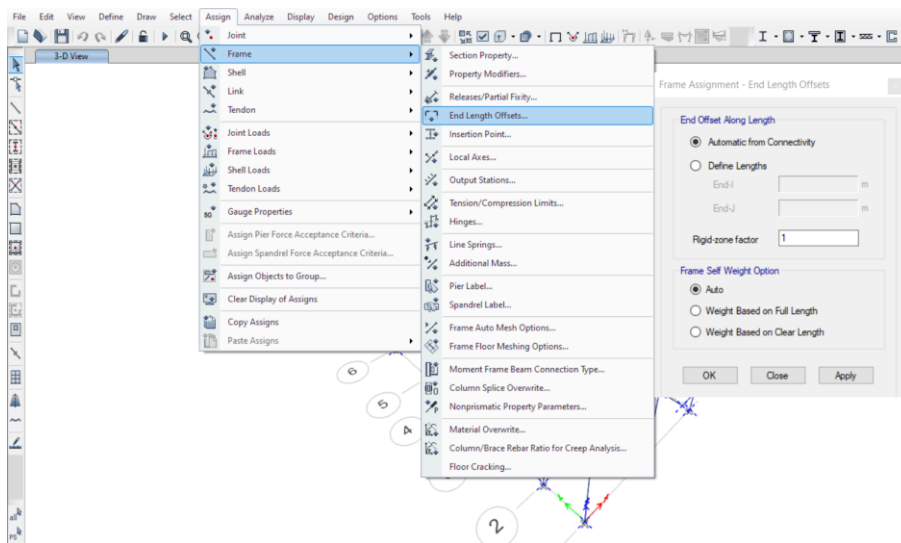 File Edit View Define Draw Select Assign Analyze Display Design Options Tools Help
3-D View
Joint
Frame
Shell
Link
Tendon
Joint Loads
Frame Loads
Shell Loads
Tendon Loads
Gauge Properties
Assign Pier Force Acceptance Criteria...
Assign Spandrel Force Acceptance Criteria...
Assign Objects to Group...
Clear Display of Assigns
Copy Assigns
Paste Assigns
Section Property...
Property Modifiers...
Releases/Partial Fixity...
End Length Offsets...
Insertion Point...
Local Axes...
Output Stations...
Tension/Compression Limits...
Hinges...
Line Springs...
Additional Mass...
Pier Label...
Spandrel Label...
Frame Auto Mesh Options...
Frame Floor Meshing Options...
Moment Frame Beam Connection Type...
Column Splice Overwrite...
Nonprismatic Property Parameters...
Material Overwrite...
Column/Brace Rebar Ratio for Creep Analysis...
Floor Cracking...
Frame Assignment - End Length Offsets
End Offset Along Length
Automatic from Connectivity
Define Lengths
End-I m
End-J m
Rigid-zone factor 1
Frame Self Weight Option
Auto
Weight Based on Full Length
Weight Based on Clear Length
OK Close Apply
6
5
4
2
all